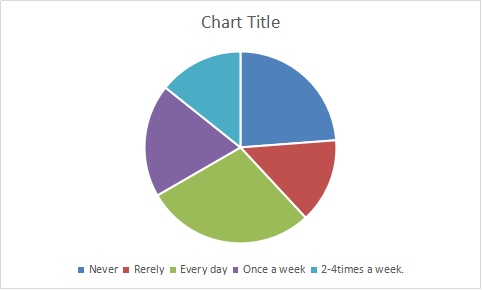 Chart Title
Never Rerely Every day Once a week 2-4times a week.